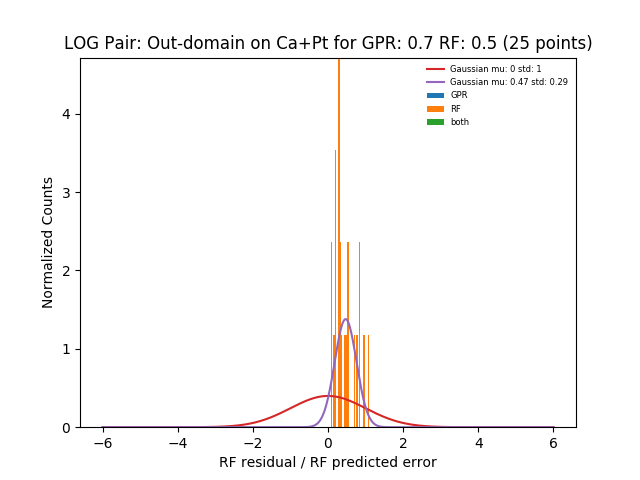 LOG Pair: Out-domain on Ca+Pt for GPR: 0.7 RF: 0.5 (25 points)
Gaussian mu: 0 std: 1
Gaussian mu: 0.47 std: 0.29
GPR
RF
both
Normalized Counts
4
3
2
1
0
−6 −4 −2 0 2 4 6
RF residual / RF predicted error